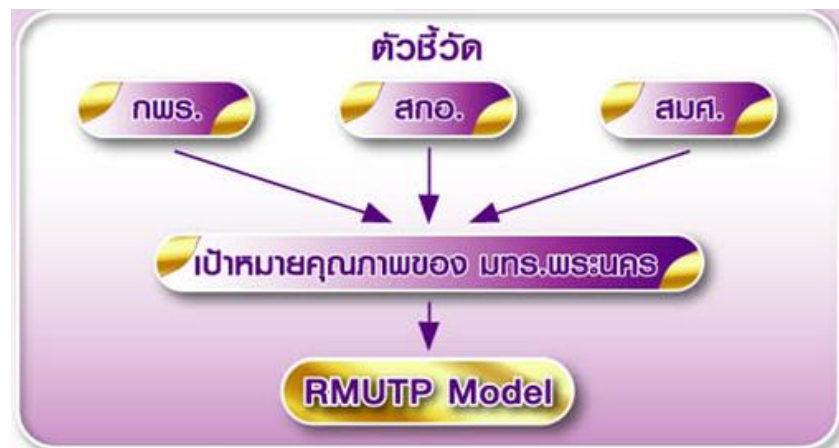 ตัวชี้วัด
กพร. สกอ. สมศ.
เป้าหมายคุณภาพของ มทร.พระนคร
RMUTP Model